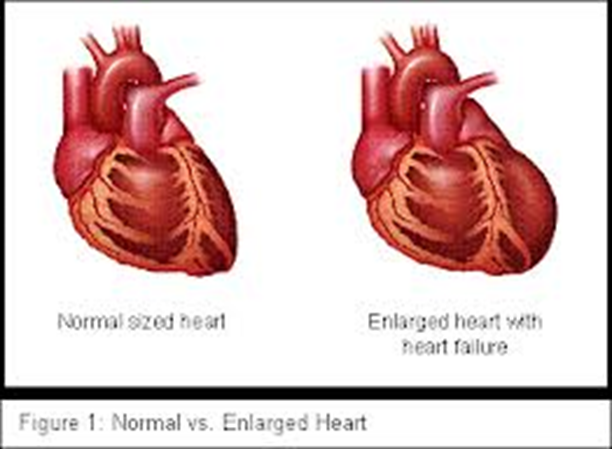 Normal sized heart
Enlarged heart with
heart failure
Figure 1: Normal vs. Enlarged Heart